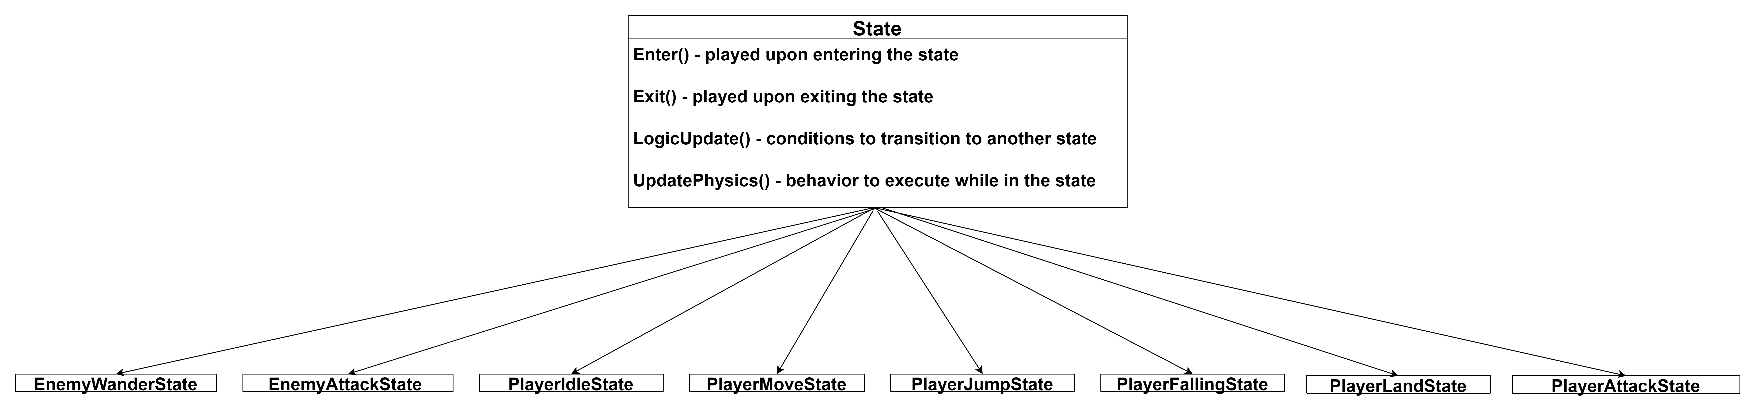 State
Enter() - played upon entering the state
Exit() - played upon exiting the state
LogicUpdate() - conditions to transition to another state
UpdatePhysics() - behavior to execute while in the state
EnemyWanderState
EnemyAttackState
PlayerIdleState
PlayerMoveState
PlayerJumpState
PlayerFallingState
PlayerLandState
PlayerAttackState